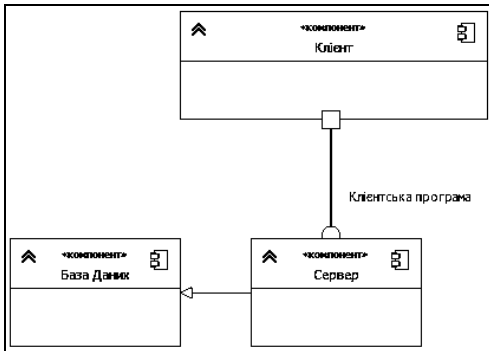 «компонент»
Клієнт
Клієнтська програма
«компонент»
База Даних
«компонент»
Сервер